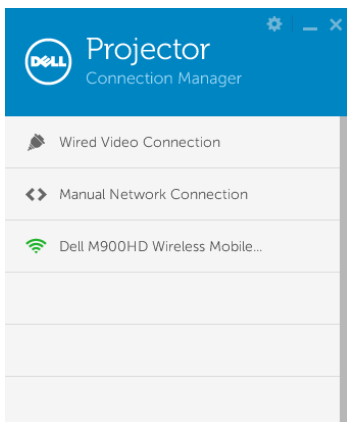 DELL
Projector
Connection Manager
Wired Video Connection
Manual Network Connection
Dell M900HD Wireless Mobile...